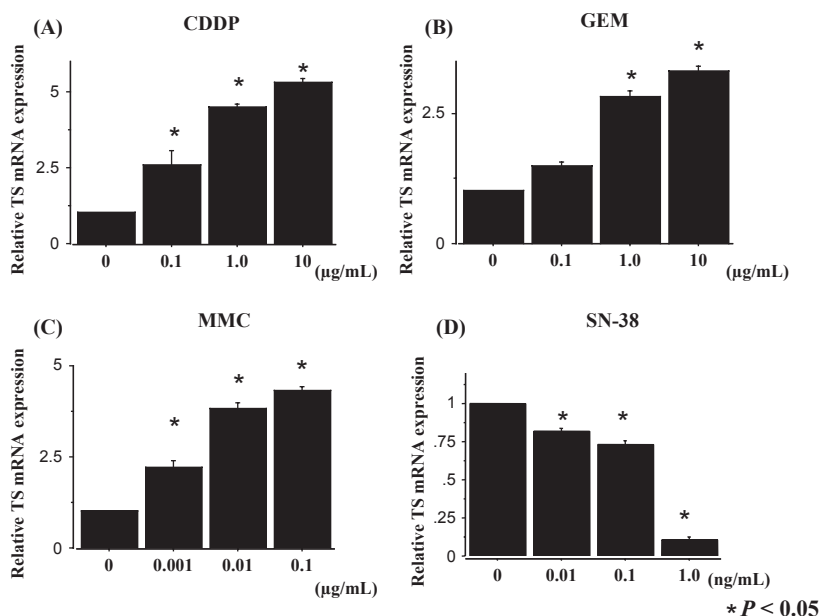 (A)
CDDP
Relative TS mRNA expression
5
2.5
0
*
*
*
0 0.1 1.0 10 (µg/mL)
(B)
GEM
Relative TS mRNA expression
2.5
0
*
*
0 0.1 1.0 10 (µg/mL)
(C)
MMC
Relative TS mRNA expression
5
2.5
0
*
*
*
0 0.001 0.01 0.1
(µg/mL)
(D)
SN-38
Relative TS mRNA expression
1
.75
.5
.25
0
*
*
*
0 0.01 0.1 1.0 (ng/mL)
* P < 0.05